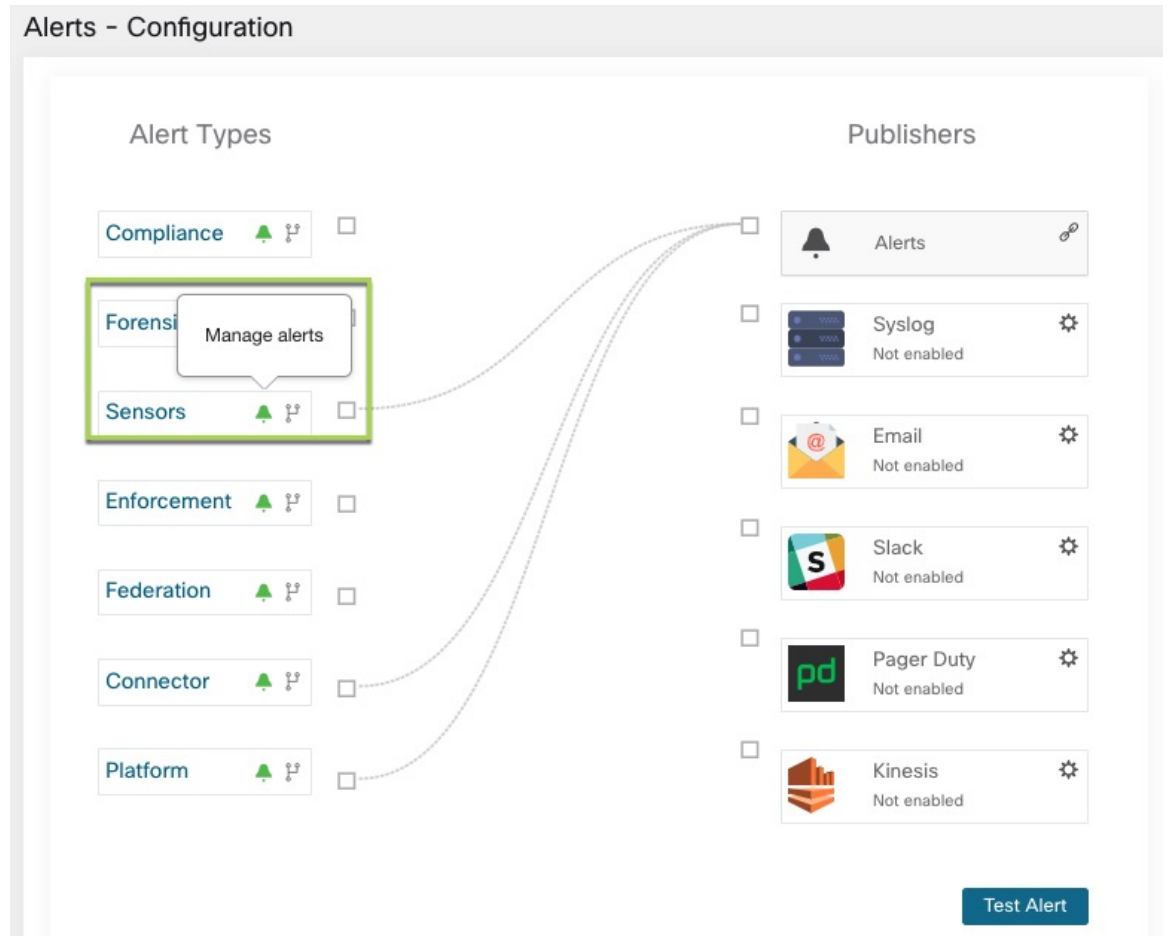 Alerts - Configuration
Alert Types
Publishers
Compliance
Forensi
Manage alerts
Sensors
Enforcement
Federation
Connector
Platform
Alerts
Syslog
Not enabled
@
Email
Not enabled
S
Slack
Not enabled
pd
Pager Duty
Not enabled
Kinesis
Not enabled
Test Alert